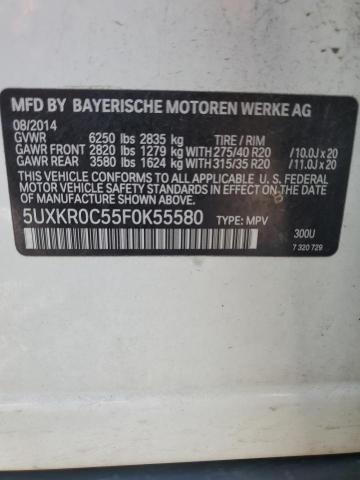 MFD BY BAYERISCHE MOTOREN WERKE AG
08/2014
GVWR 6250 lbs 2835 kg TIRE / RIM
GAWR FRONT 2820 lbs 1279 kg WITH 275/40 R20 /10.0J x 20
GAWR REAR 3580 lbs 1624 kg WITH 315/35 R20 /11.0J x 20
THIS VEHICLE CONFORMS TO ALL APPLICABLE
FEDERAL MOTOR VEHICLE SAFETY STANDARDS IN
EFFECT ON THE DATE OF MANUFACTURE SHOWN ABOVE.
5UXKR0C55F0K55580 TYPE: MPV
300U
7 320 729